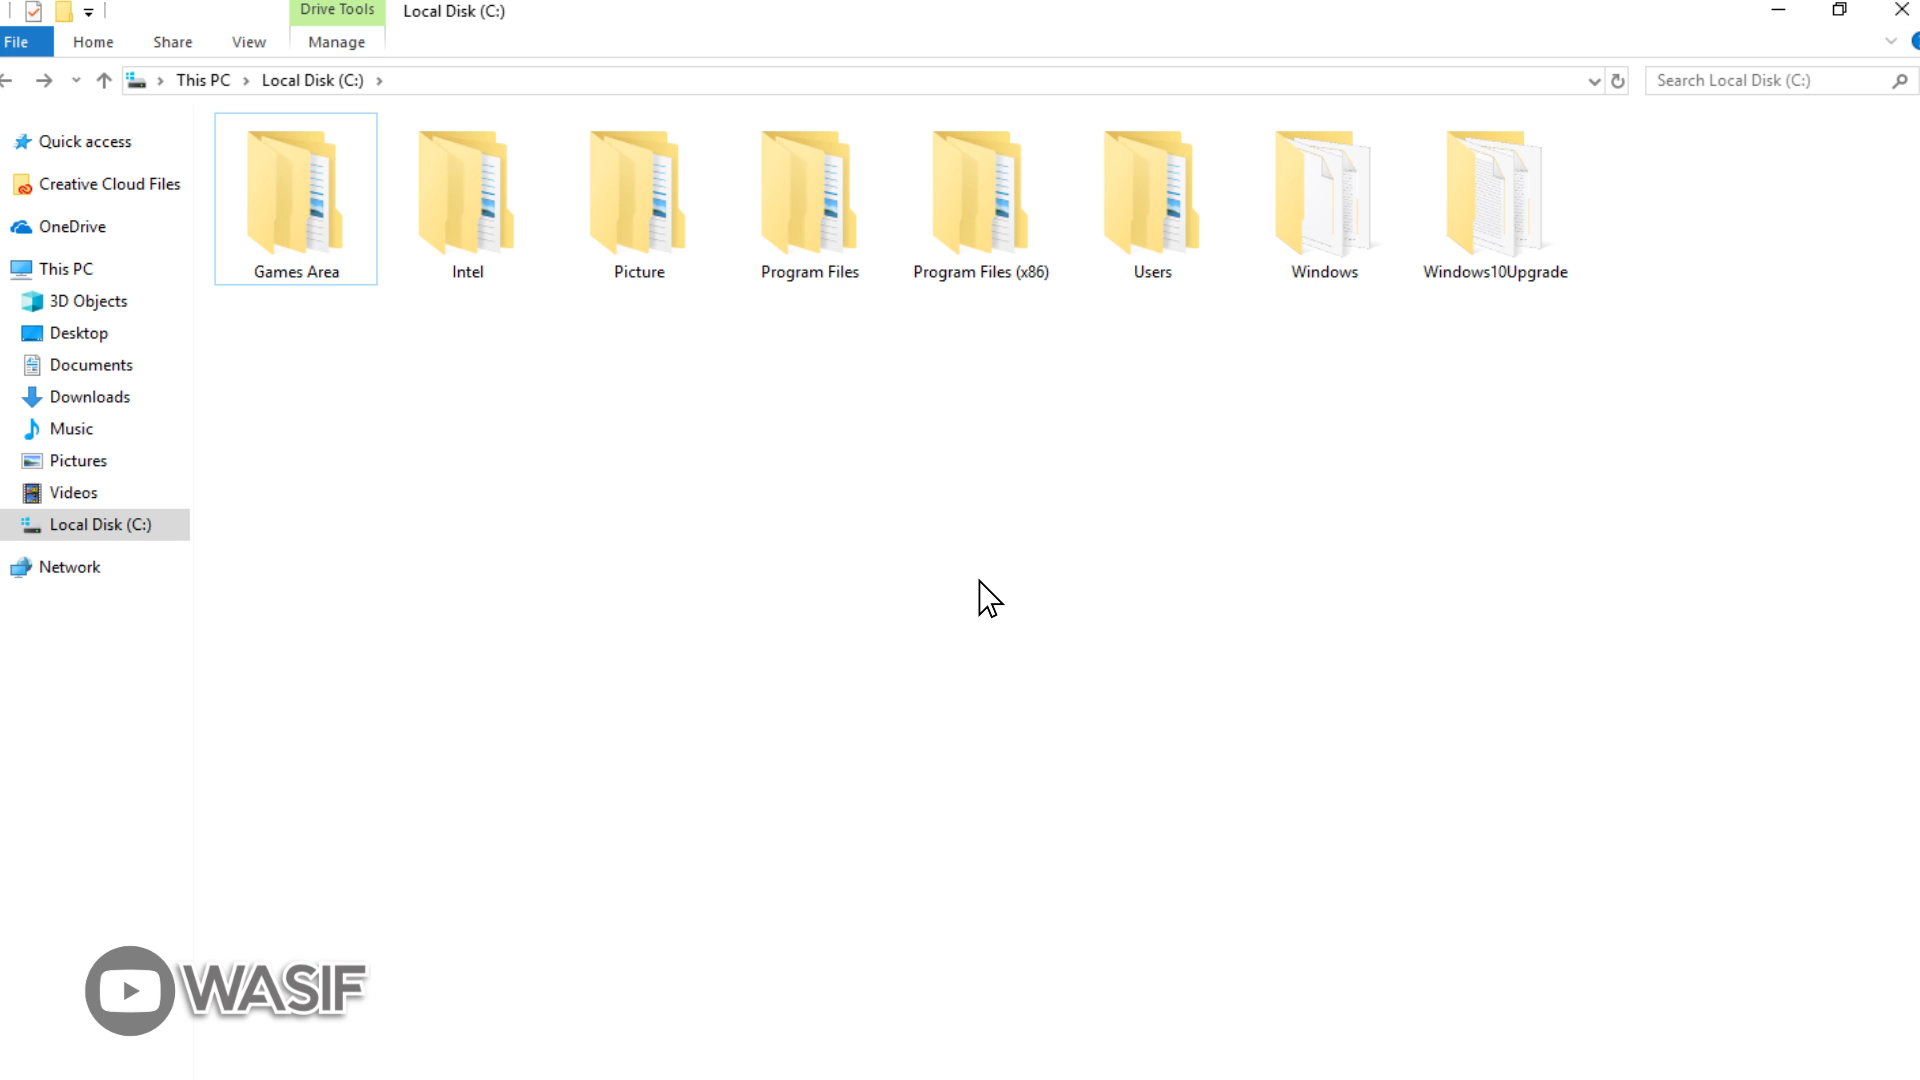 Drive Tools
Local Disk (C:)
File
Home
Share
View
Manage
This PC
Local Disk (C:)
Search Local Disk (C:)
Quick access
Creative Cloud Files
OneDrive
This PC
3D Objects
Desktop
Documents
Downloads
Music
Pictures
Videos
Local Disk (C:)
Network
Games Area
Intel
Picture
Program Files
Program Files (x86)
Users
Windows
Windows10Upgrade
WASIF